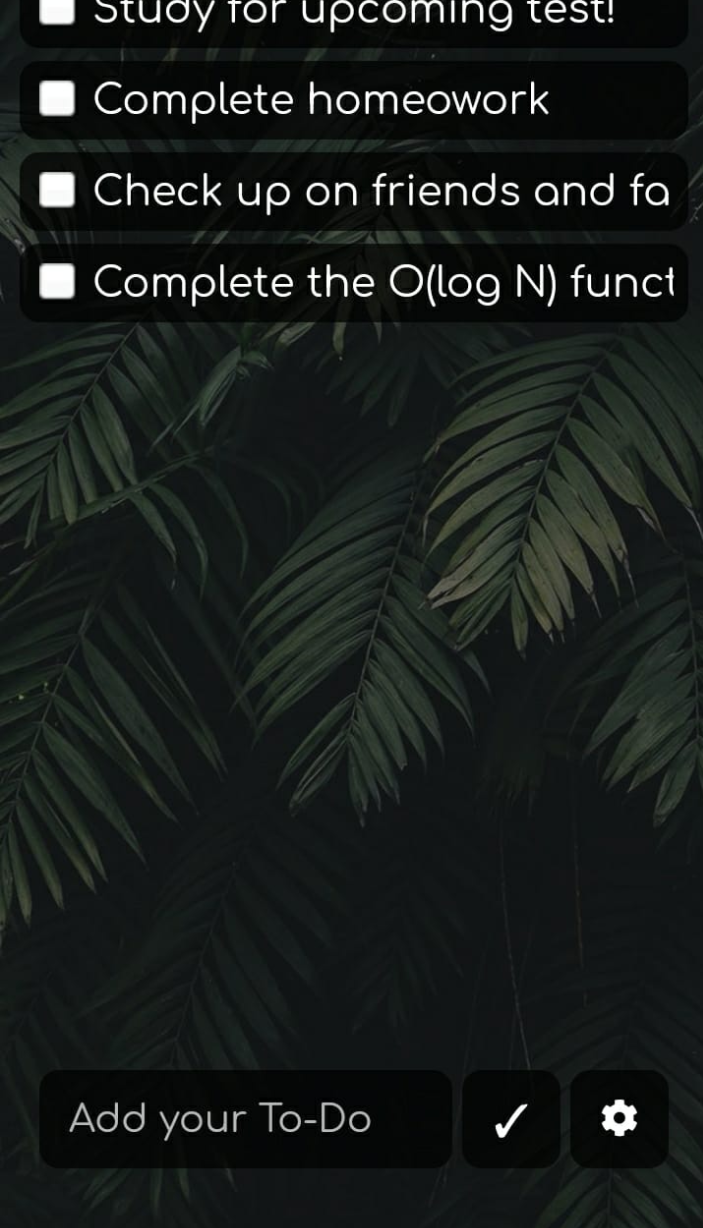 Study for upcoming test!
Complete homeowork
Check up on friends and fa
Complete the O(log N) funct
Add your To-Do